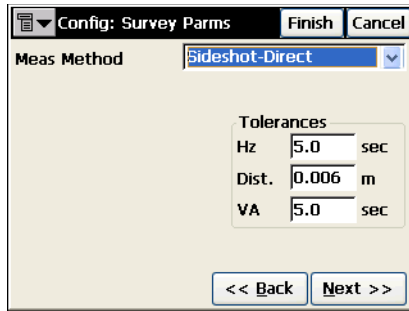 Config: Survey Parms Finish Cancel
Meas Method Sideshot-Direct
Tolerances
Hz 5.0 sec
Dist. 0.006 m
VA 5.0 sec
<< Back Next >>